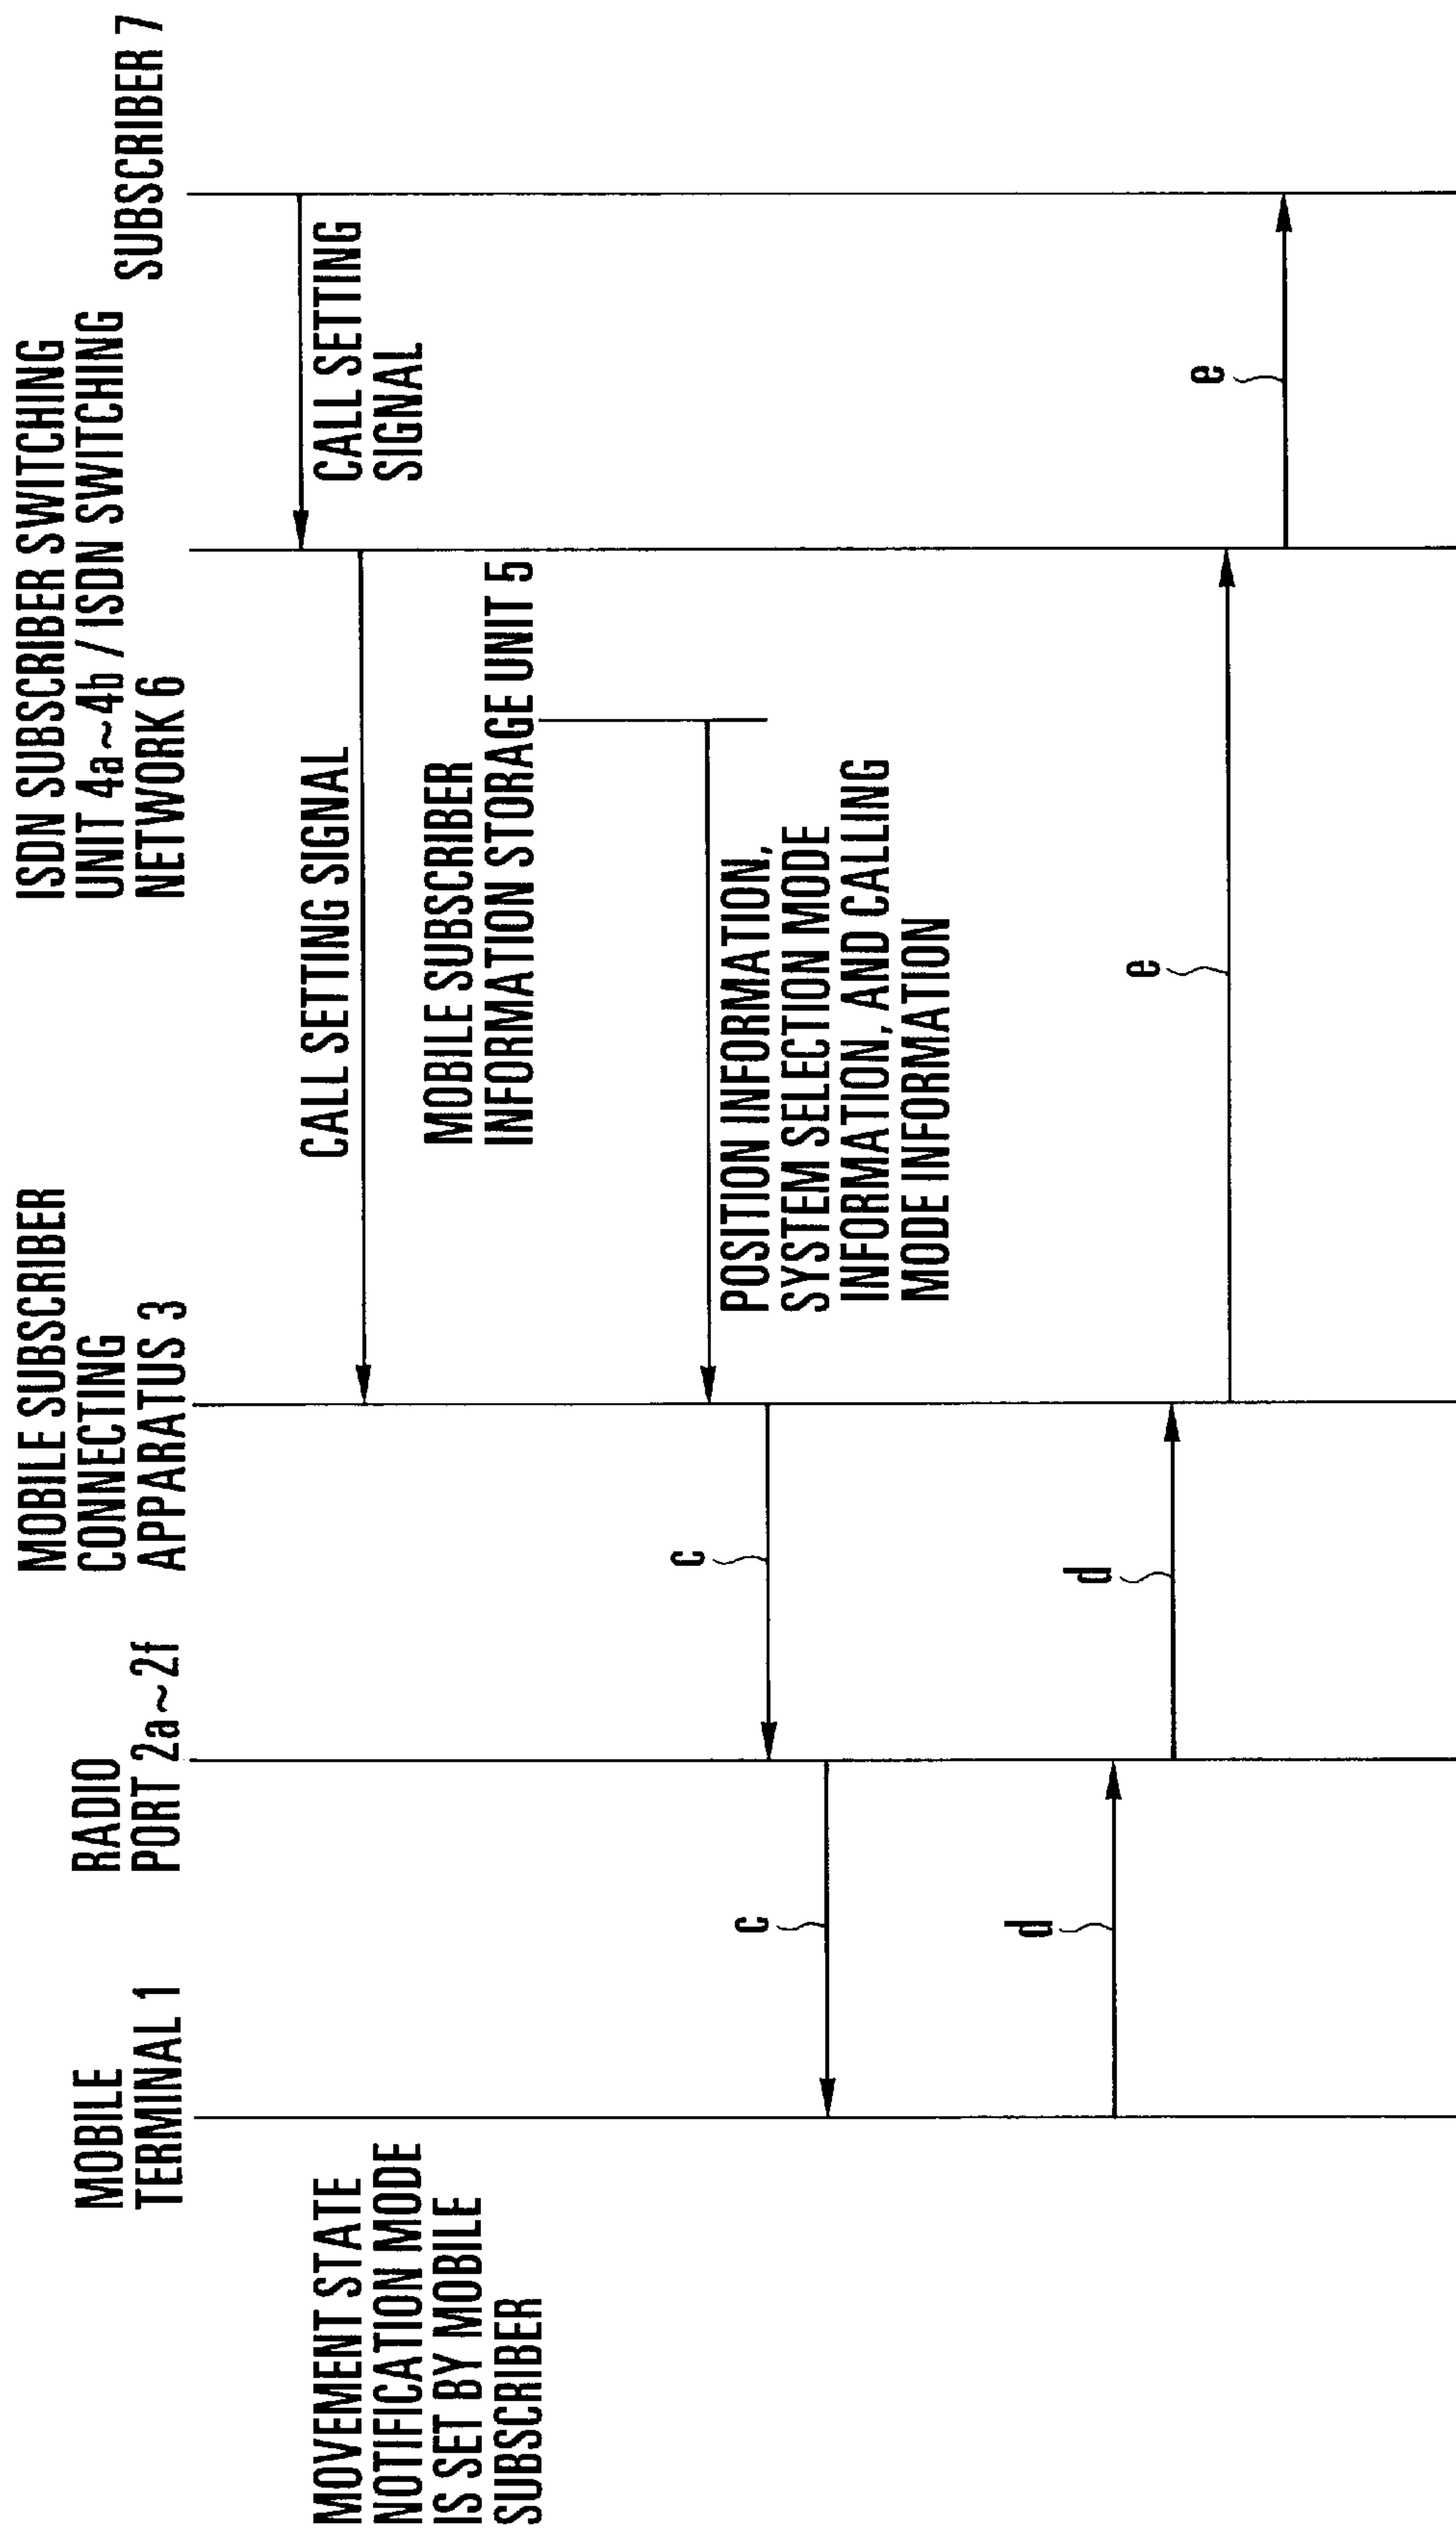 MOBILE
TERMINAL 1
RADIO
PORT 2a~2f
MOBILE SUBSCRIBER
CONNECTING
APPARATUS 3
ISDN SUBSCRIBER SWITCHING
UNIT 4a~4b / ISDN SWITCHING
NETWORK 6
SUBSCRIBER 7
MOVEMENT STATE
NOTIFICATION MODE
IS SET BY MOBILE
SUBSCRIBER
CALL SETTING
SIGNAL
CALL SETTING SIGNAL
MOBILE SUBSCRIBER
INFORMATION STORAGE UNIT 5
POSITION INFORMATION,
SYSTEM SELECTION MODE
INFORMATION, AND CALLING
MODE INFORMATION
c
c
d
d
e
e